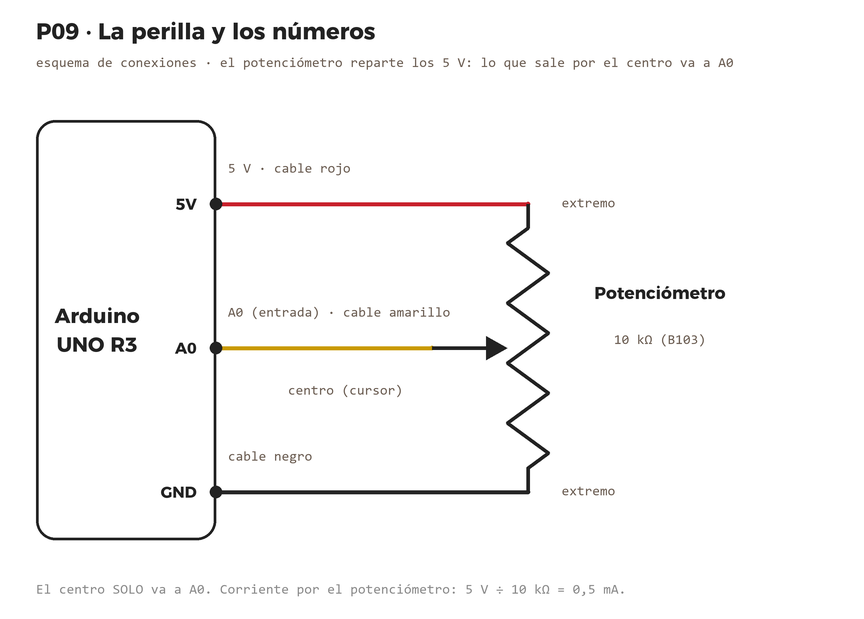 P09 · La perilla y los números
esquema de conexiones · el potenciómetro reparte los 5 V: lo que sale por el centro va a A0
5 V · cable rojo
5V
extremo
Potenciómetro
Arduino
UNO R3
A0 (entrada) · cable amarillo
10 kΩ (B103)
A0
centro (cursor)
cable negro
GND
extremo
El centro SOLO va a A0. Corriente por el potenciómetro: 5 V ÷ 10 kΩ = 0,5 mA.